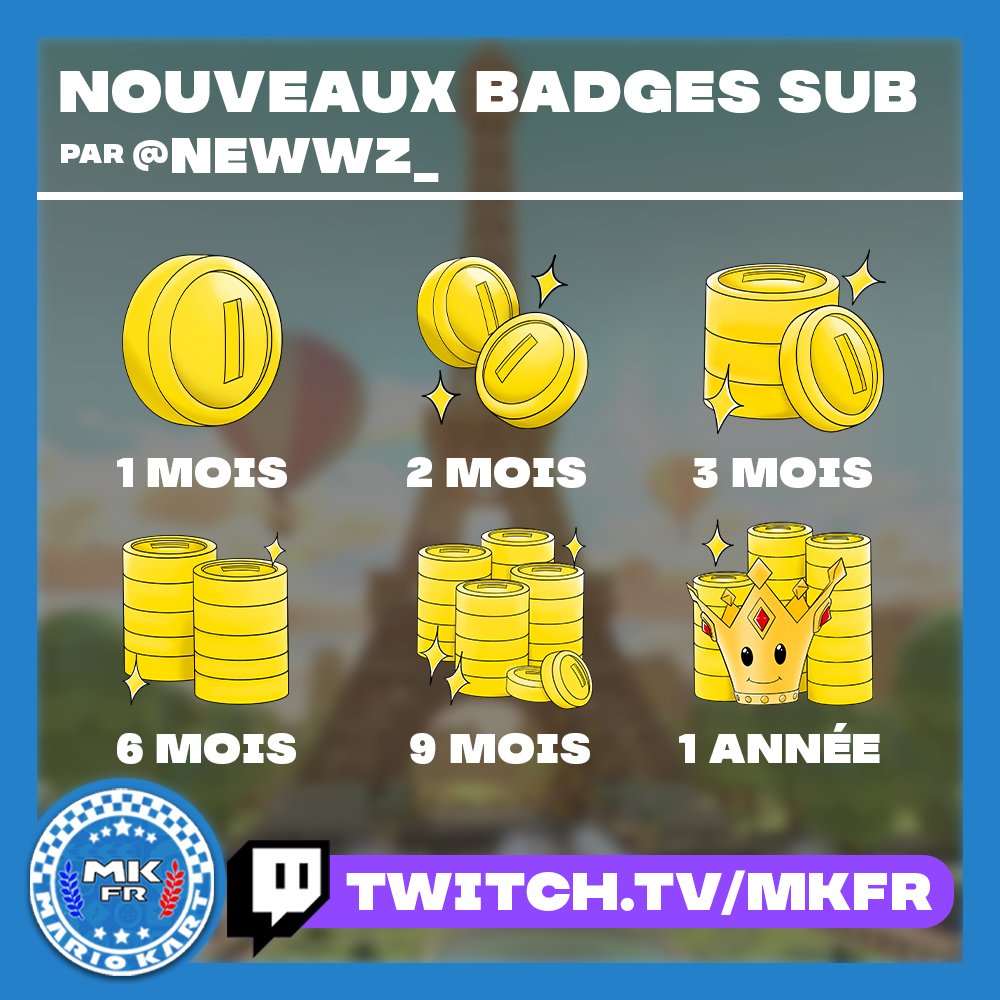 NOUVEAUX BADGES SUB
PAR @NEWWZ_
1 MOIS
2 MOIS
3 MOIS
6 MOIS
9 MOIS
1 ANNÉE
MK
FR
MARIO KART
TWITCH.TV/MKFR